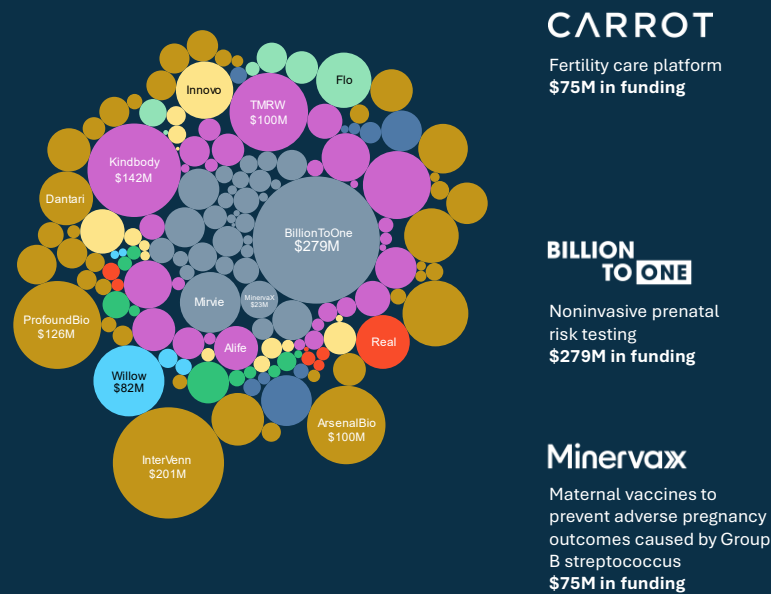 Innovo
Flo
TMRW
$100M
Kindbody
$142M
Dantari
BillionToOne
$279M
Mirvie
MinervaX
$23M
ProfoundBio
$126M
Alife
Real
Willow
$82M
ArsenalBio
$100M
InterVenn
$201M
CARROT
Fertility care platform
$75M in funding
BILLION
TO ONE
Noninvasive prenatal
risk testing
$279M in funding
Minervax
Maternal vaccines to
prevent adverse pregnancy
outcomes caused by Group
B streptococcus
$75M in funding